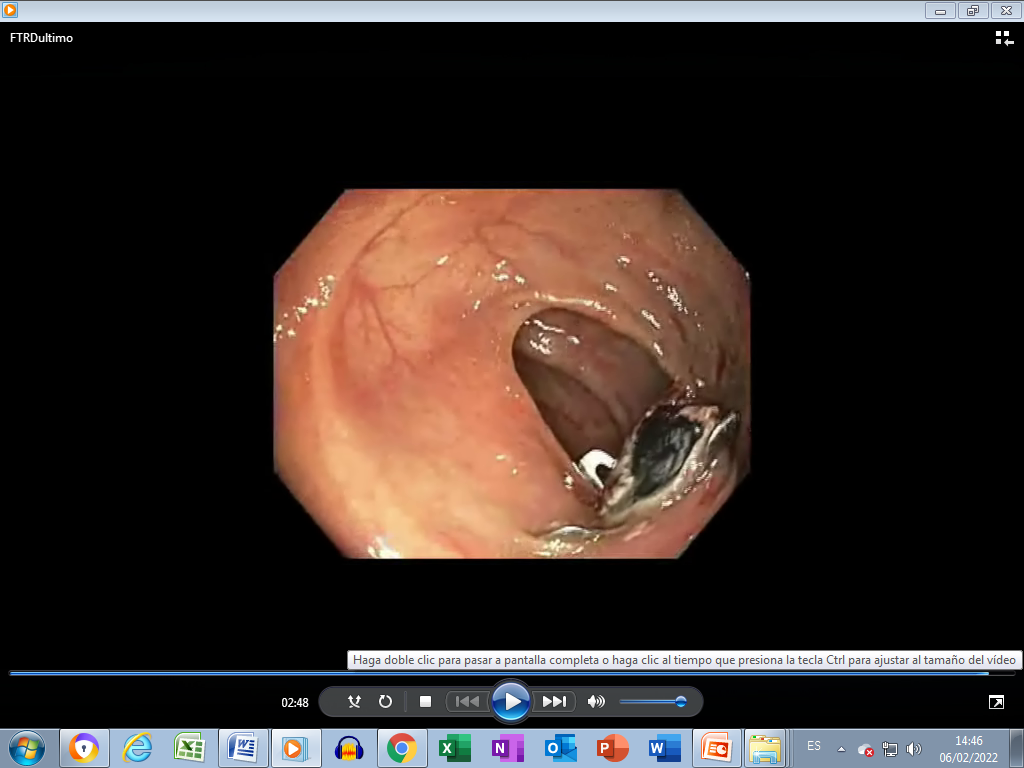 FTRDultimo
Haga doble clic para pasar a pantalla completa o haga clic al tiempo que presiona la tecla Ctrl para ajustar al tamaño del vídeo
02:48
ES
14:46
06/02/2022